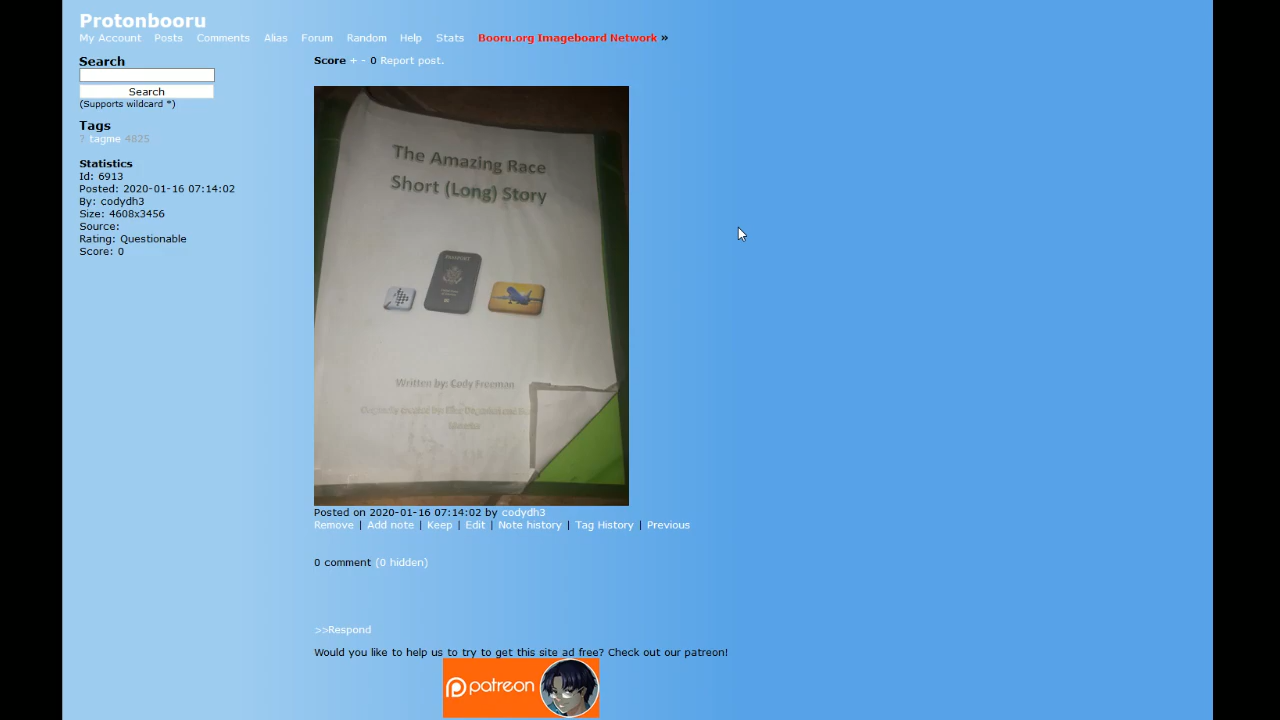 Protonbooru
My Account Posts Comments Alias Forum Random Help Stats Booru.org Imageboard Network »
Search
Search
(Supports wildcard *)
Tags
? tagme 4825
Statistics
Id: 6913
Posted: 2020-01-16 07:14:02
By: codydh3
Size: 4608x3456
Source:
Rating: Questionable
Score: 0
Score + - 0 Report post.
The Amazing Race
Short (Long) Story
PASSPORT
Written by: Cody Freeman
Originally created by: and
Posted on 2020-01-16 07:14:02 by codydh3
Remove | Add note | Keep | Edit | Note history | Tag History | Previous
0 comment (0 hidden)
>>Respond
Would you like to help us to try to get this site ad free? Check out our patreon!
patreon